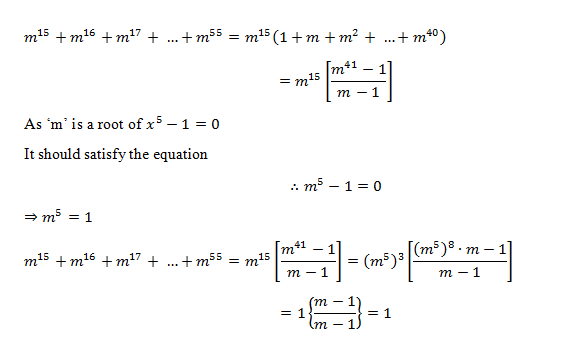 m¹⁵ + m¹⁶ + m¹⁷ + … + m⁵⁵ = m¹⁵(1 + m + m² + … + m⁴⁰)
= m¹⁵ [(m⁴¹ − 1)/(m − 1)]
As ‘m’ is a root of x⁵ − 1 = 0
It should satisfy the equation
∴ m⁵ − 1 = 0
⇒ m⁵ = 1
m¹⁵ + m¹⁶ + m¹⁷ + … + m⁵⁵ = m¹⁵ [(m⁴¹ − 1)/(m − 1)] = (m⁵)³ [((m⁵)⁸ · m − 1)/(m − 1)]
= 1{(m − 1)/(m − 1)} = 1